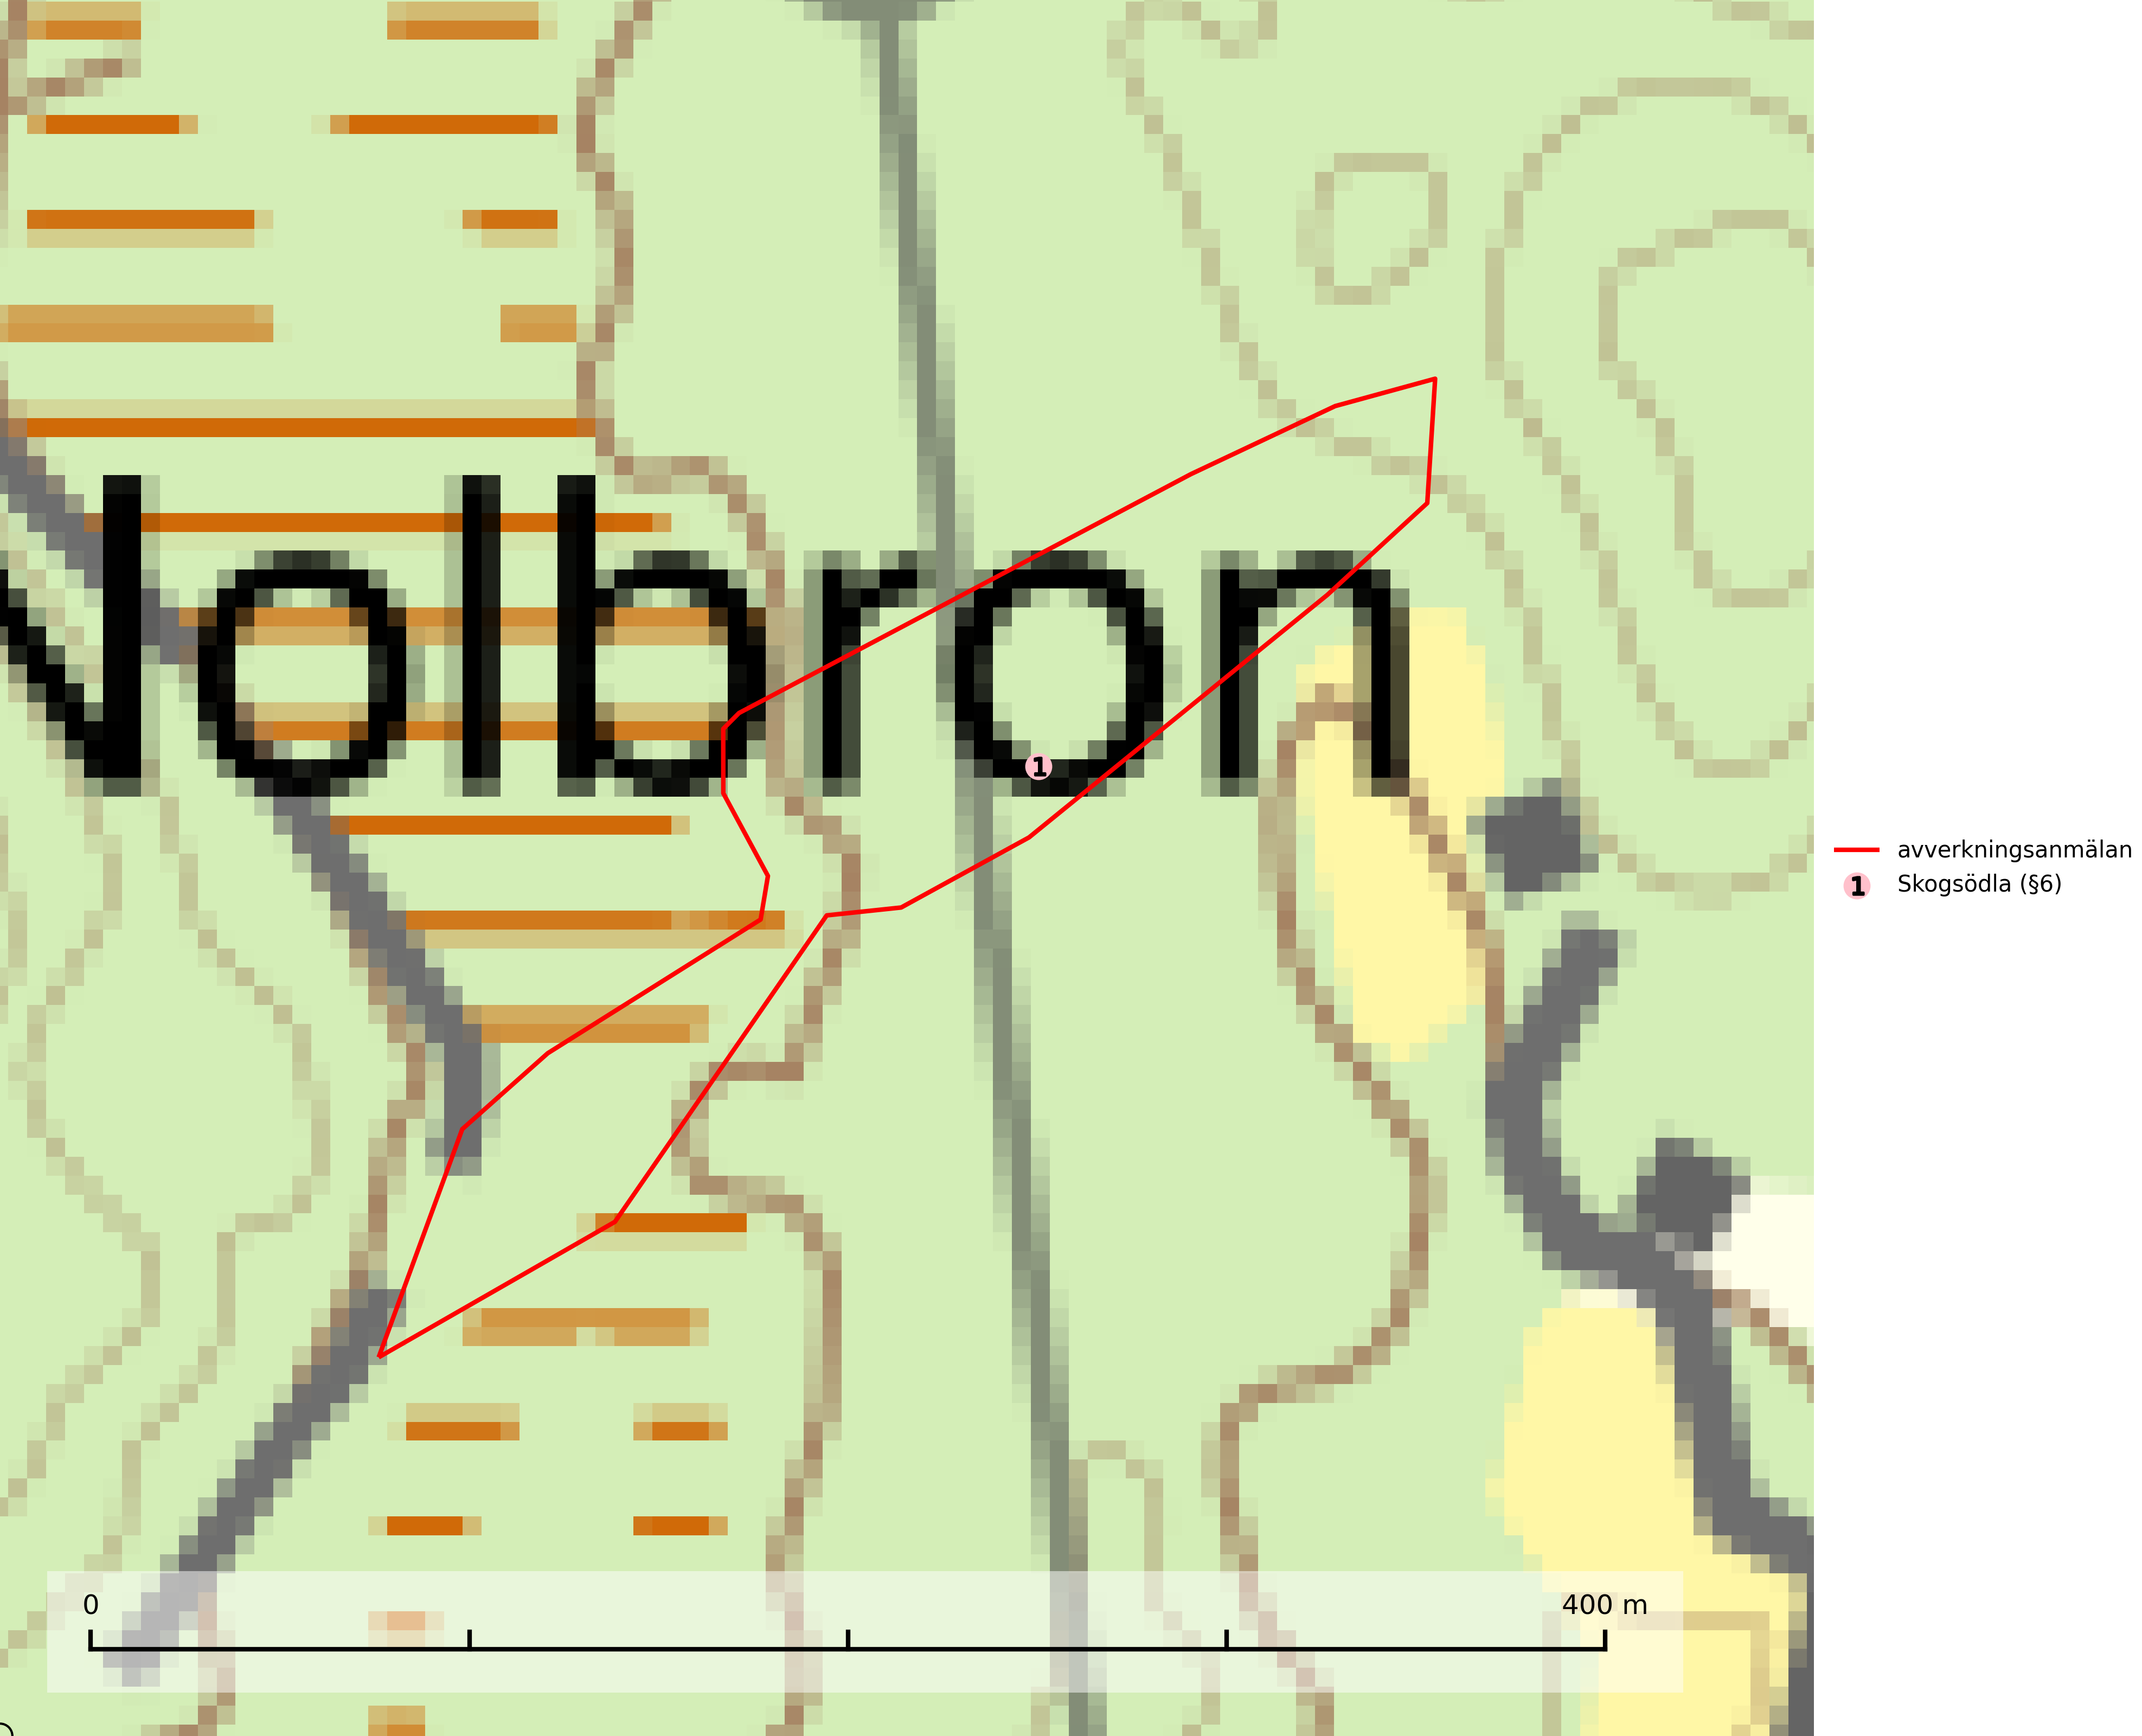 Nolbron
1
avverkningsanmälan
1 Skogsödla (§6)
0 400 m